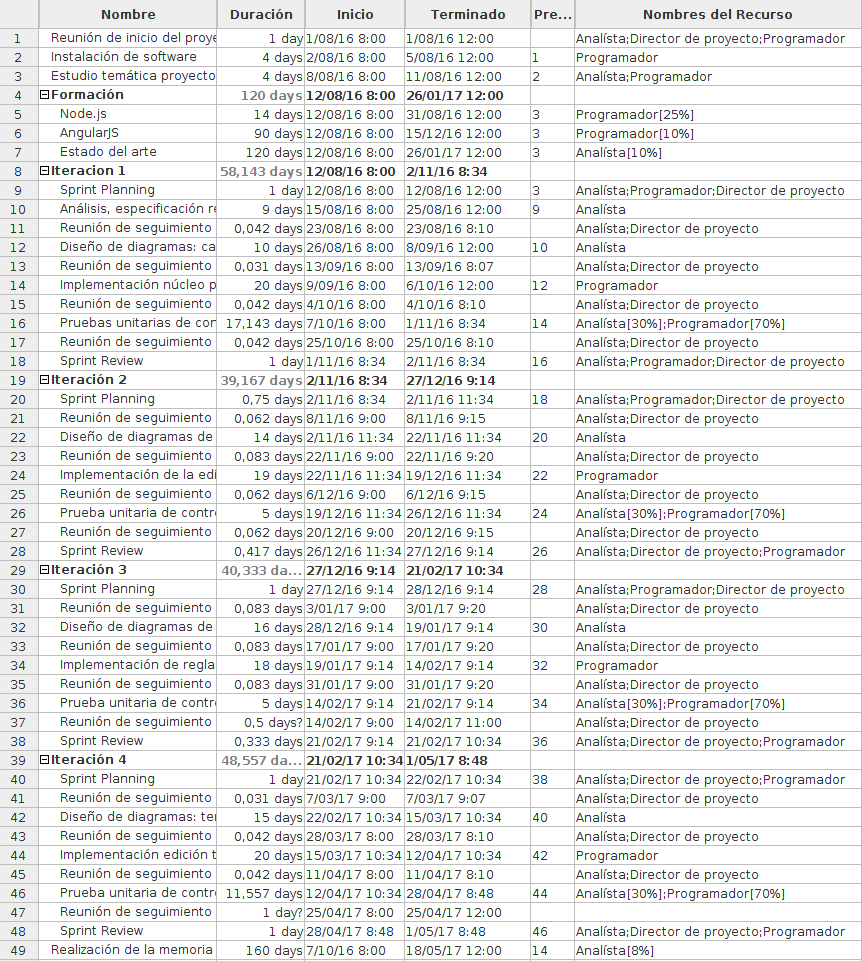 Nombre Duración Inicio Terminado Pre... Nombres del Recurso
1 Reunión de inicio del proye 1 day 1/08/16 8:00 1/08/16 12:00 Analísta;Director de proyecto;Programador
2 Instalación de software 4 days 2/08/16 8:00 5/08/16 12:00 1 Programador
3 Estudio temática proyecto 4 days 8/08/16 8:00 11/08/16 12:00 2 Analísta;Programador
4 Formación 120 days 12/08/16 8:00 26/01/17 12:00
5 Node.js 14 days 12/08/16 8:00 31/08/16 12:00 3 Programador[25%]
6 AngularJS 90 days 12/08/16 8:00 15/12/16 12:00 3 Programador[10%]
7 Estado del arte 120 days 12/08/16 8:00 26/01/17 12:00 3 Analísta[10%]
8 Iteracion 1 58,143 days 12/08/16 8:00 2/11/16 8:34
9 Sprint Planning 1 day 12/08/16 8:00 12/08/16 12:00 3 Analísta;Programador;Director de proyecto
10 Análisis, especificación re 9 days 15/08/16 8:00 25/08/16 12:00 9 Analísta
11 Reunión de seguimiento 0,042 days 23/08/16 8:00 23/08/16 8:10 Analísta;Director de proyecto
12 Diseño de diagramas: ca 10 days 26/08/16 8:00 8/09/16 12:00 10 Analísta
13 Reunión de seguimiento 0,031 days 13/09/16 8:00 13/09/16 8:07 Analísta;Director de proyecto
14 Implementación núcleo p 20 days 9/09/16 8:00 6/10/16 12:00 12 Programador
15 Reunión de seguimiento 0,042 days 4/10/16 8:00 4/10/16 8:10 Analísta;Director de proyecto
16 Pruebas unitarias de con 17,143 days 7/10/16 8:00 1/11/16 8:34 14 Analísta[30%];Programador[70%]
17 Reunión de seguimiento 0,042 days 25/10/16 8:00 25/10/16 8:10 Analísta;Director de proyecto
18 Sprint Review 1 day 1/11/16 8:34 2/11/16 8:34 16 Analísta;Programador;Director de proyecto
19 Iteración 2 39,167 days 2/11/16 8:34 27/12/16 9:14
20 Sprint Planning 0,75 days 2/11/16 8:34 2/11/16 11:34 18 Analísta;Programador;Director de proyecto
21 Reunión de seguimiento 0,062 days 8/11/16 9:00 8/11/16 9:15 Analísta;Director de proyecto
22 Diseño de diagramas de 14 days 2/11/16 11:34 22/11/16 11:34 20 Analísta
23 Reunión de seguimiento 0,083 days 22/11/16 9:00 22/11/16 9:20 Analísta;Director de proyecto
24 Implementación de la edi 19 days 22/11/16 11:34 19/12/16 11:34 22 Programador
25 Reunión de seguimiento 0,062 days 6/12/16 9:00 6/12/16 9:15 Analísta;Director de proyecto
26 Prueba unitaria de contr 5 days 19/12/16 11:34 26/12/16 11:34 24 Analísta[30%];Programador[70%]
27 Reunión de seguimiento 0,062 days 20/12/16 9:00 20/12/16 9:15 Analísta;Director de proyecto
28 Sprint Review 0,417 days 26/12/16 11:34 27/12/16 9:14 26 Analísta;Director de proyecto;Programador
29 Iteración 3 40,333 da... 27/12/16 9:14 21/02/17 10:34
30 Sprint Planning 1 day 27/12/16 9:14 28/12/16 9:14 28 Analísta;Programador;Director de proyecto
31 Reunión de seguimiento 0,083 days 3/01/17 9:00 3/01/17 9:20 Analísta;Director de proyecto
32 Diseño de diagramas de 16 days 28/12/16 9:14 19/01/17 9:14 30 Analísta
33 Reunión de seguimiento 0,083 days 17/01/17 9:00 17/01/17 9:20 Analísta;Director de proyecto
34 Implementación de regla 18 days 19/01/17 9:14 14/02/17 9:14 32 Programador
35 Reunión de seguimiento 0,083 days 31/01/17 9:00 31/01/17 9:20 Analísta;Director de proyecto
36 Prueba unitaria de contr 5 days 14/02/17 9:14 21/02/17 9:14 34 Analísta[30%];Programador[70%]
37 Reunión de seguimiento 0,5 days? 14/02/17 9:00 14/02/17 11:00 Analísta;Director de proyecto
38 Sprint Review 0,333 days 21/02/17 9:14 21/02/17 10:34 36 Analísta;Director de proyecto;Programador
39 Iteración 4 48,557 da... 21/02/17 10:34 1/05/17 8:48
40 Sprint Planning 1 day 21/02/17 10:34 22/02/17 10:34 38 Analísta;Director de proyecto;Programador
41 Reunión de seguimiento 0,031 days 7/03/17 9:00 7/03/17 9:07 Analísta;Director de proyecto
42 Diseño de diagramas: ter 15 days 22/02/17 10:34 15/03/17 10:34 40 Analísta
43 Reunión de seguimiento 0,042 days 28/03/17 8:00 28/03/17 8:10 Analísta;Director de proyecto
44 Implementación edición t 20 days 15/03/17 10:34 12/04/17 10:34 42 Programador
45 Reunión de seguimiento 0,042 days 11/04/17 8:00 11/04/17 8:10 Analísta;Director de proyecto
46 Prueba unitaria de contr 11,557 days 12/04/17 10:34 28/04/17 8:48 44 Analísta[30%];Programador[70%]
47 Reunión de seguimiento 1 day? 25/04/17 8:00 25/04/17 12:00
48 Sprint Review 1 day 28/04/17 8:48 1/05/17 8:48 46 Analísta;Director de proyecto;Programador
49 Realización de la memoria 160 days 7/10/16 8:00 18/05/17 12:00 14 Analísta[8%]